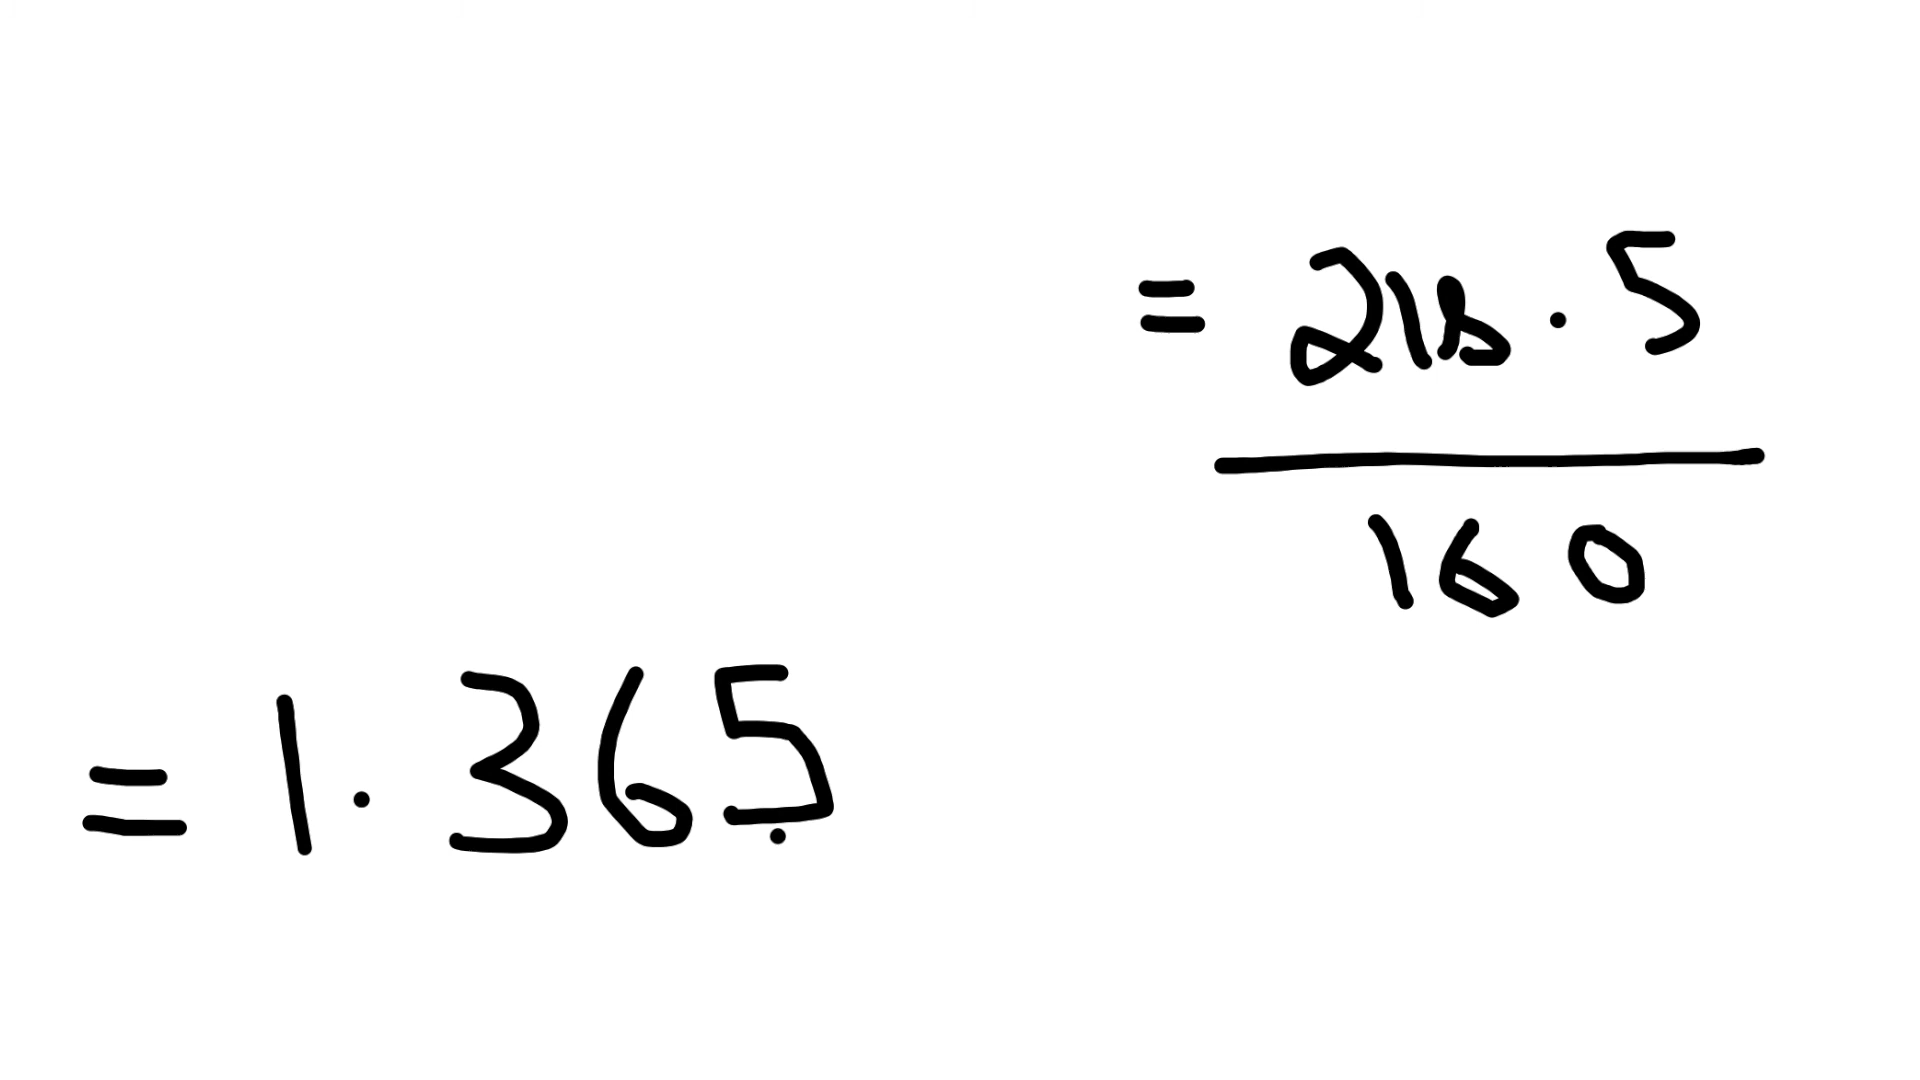 = 218.5
160
= 1.365